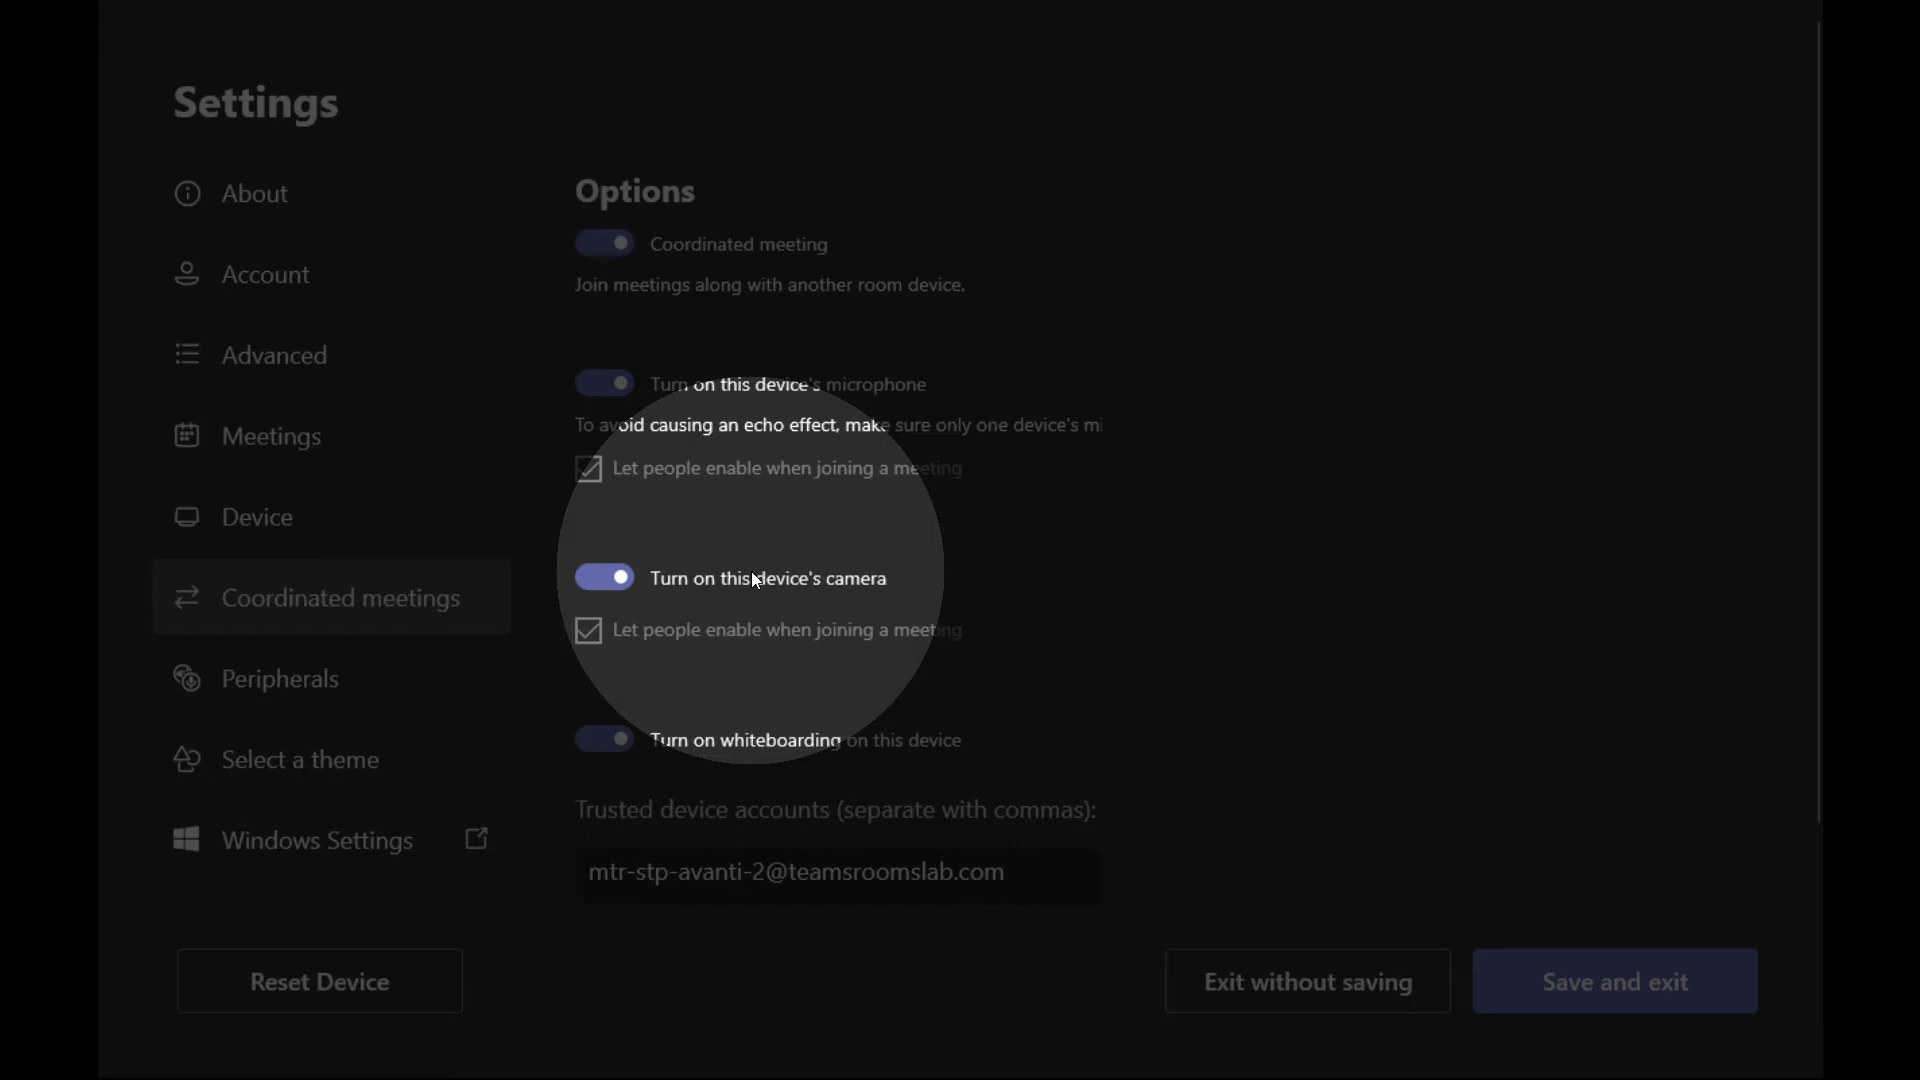 Settings
About
Account
Advanced
Meetings
Device
Coordinated meetings
Peripherals
Select a theme
Windows Settings
Reset Device
Options
Coordinated meeting
Join meetings along with another room device.
Turn on this device's microphone
To avoid causing an echo effect, make sure only one device's mi
Let people enable when joining a meeting
Turn on this device's camera
Let people enable when joining a meeting
Turn on whiteboarding on this device
Trusted device accounts (separate with commas):
mtr-stp-avanti-2@teamsroomslab.com
Exit without saving
Save and exit